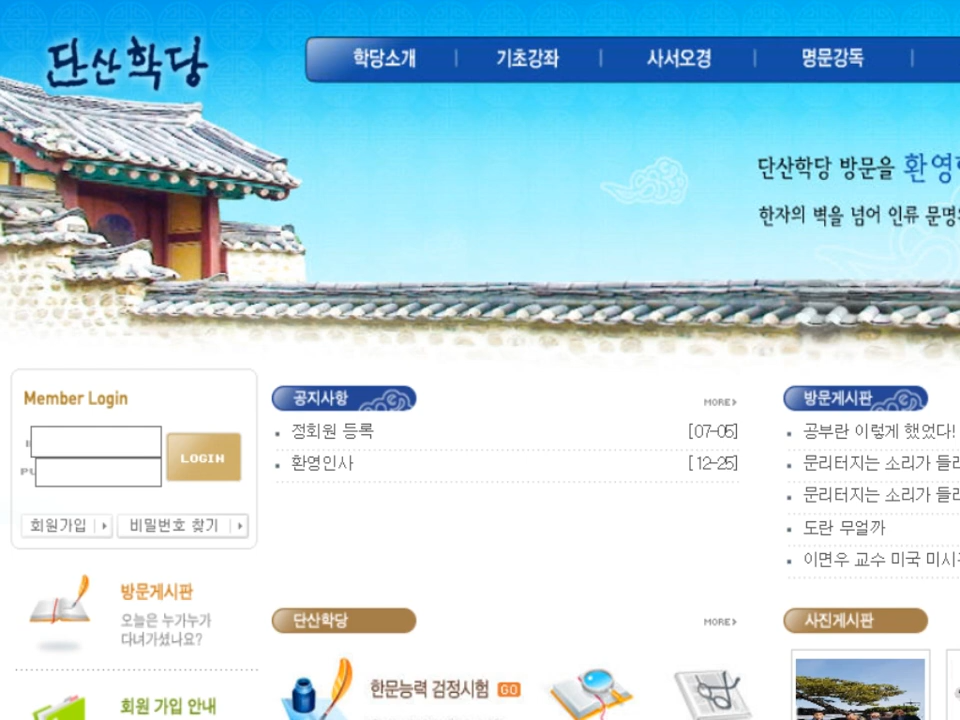 단산학당
학당소개 | 기초강좌 | 사서오경 | 명문강독 |
단산학당 방문을 환영
한자의 벽을 넘어 인류 문명
Member Login
LOGIN
회원가입
비밀번호 찾기
공지사항
MORE
정회원 등록 [07-05]
환영인사 [12-25]
방문게시판
공부란 이렇게 했었다!
문리터지는 소리가 들리
문리터지는 소리가 들리
도란 무얼까
이면우 교수 미국 미시
방문게시판
오늘은 누가누가
다녀가셨나요?
회원 가입 안내
단산학당
MORE
한문능력 검정시험 GO
사진게시판